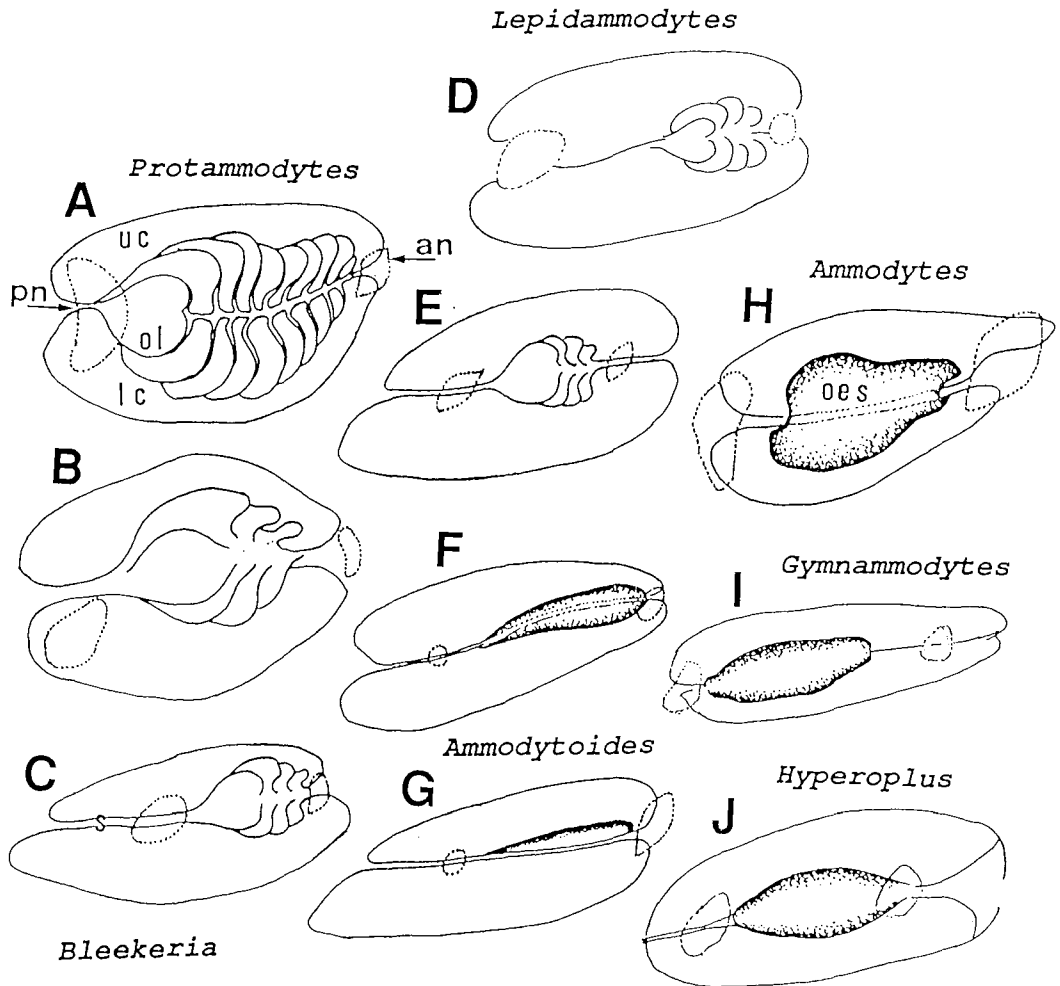 Lepidammodytes
D
Protammodytes
A
uc
an
pn
ol
lc
Ammodytes
E
H
oes
B
F
Gymnammodytes
I
Ammodytoides
C
G
Hyperoplus
J
s
Bleekeria